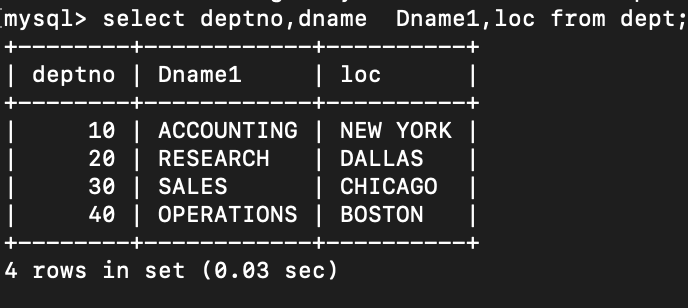 [mysql> select deptno,dname  Dname1,loc from dept;
+--------+------------+----------+
| deptno | Dname1     | loc      |
+--------+------------+----------+
|     10 | ACCOUNTING | NEW YORK |
|     20 | RESEARCH   | DALLAS   |
|     30 | SALES      | CHICAGO  |
|     40 | OPERATIONS | BOSTON   |
+--------+------------+----------+
4 rows in set (0.03 sec)